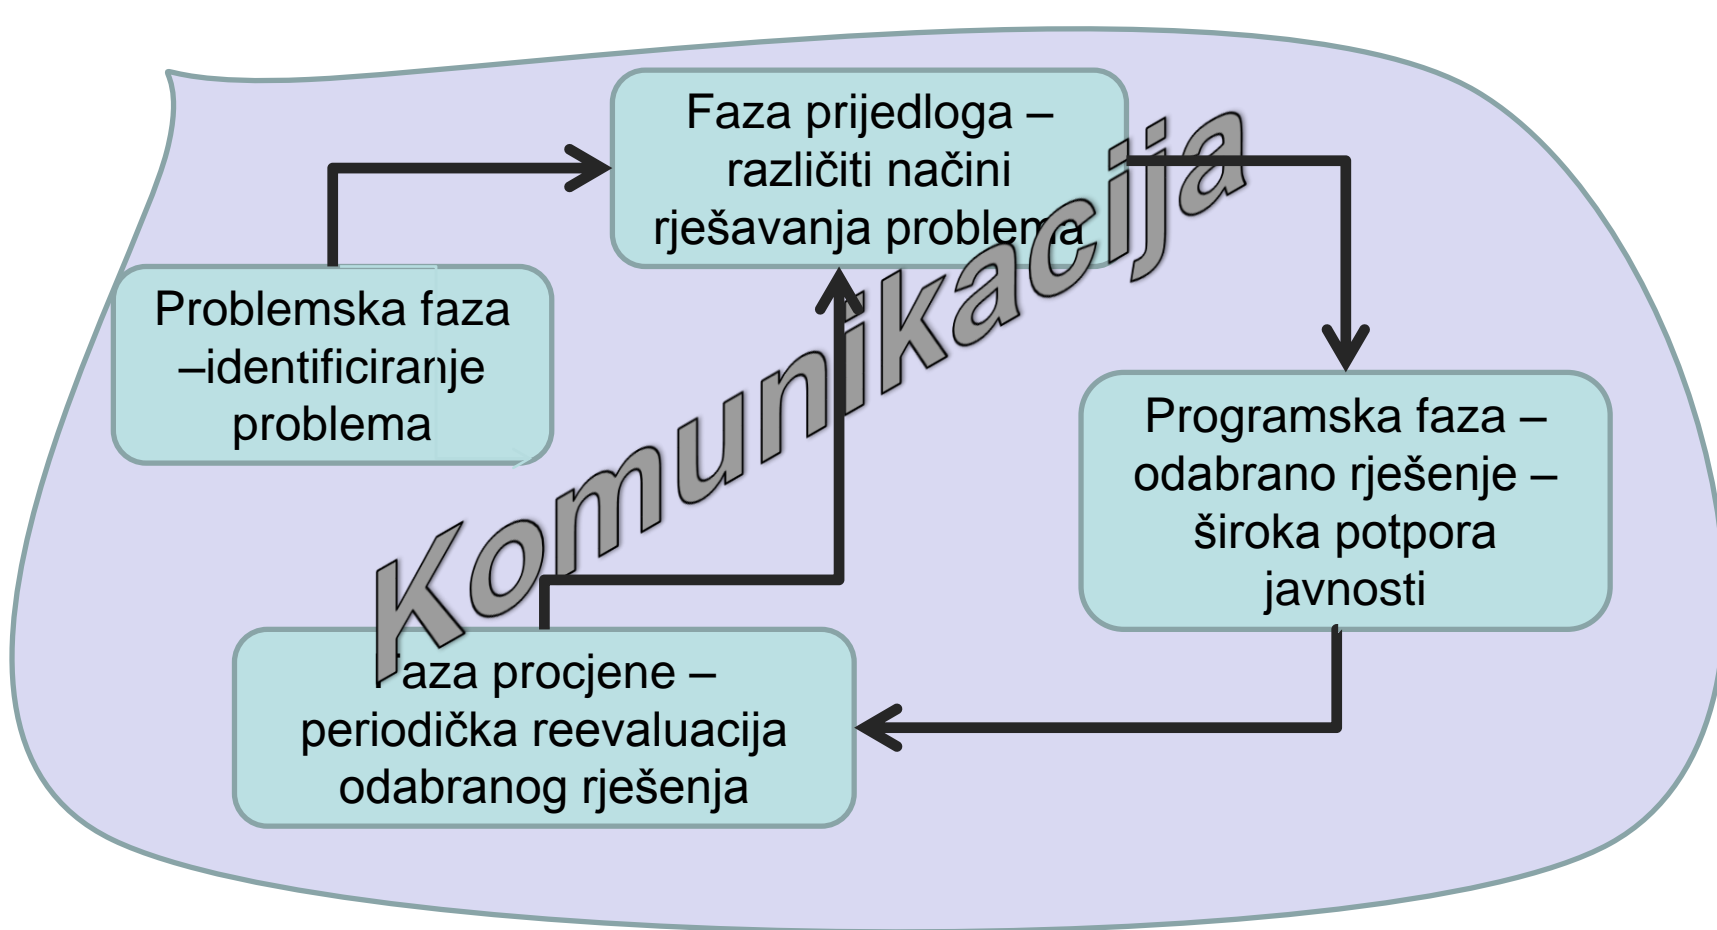 Faza prijedloga –
različiti načini
rješavanja problema
Problemska faza
–identificiranje
problema
Komunikacija
Programska faza –
odabrano rješenje –
široka potpora
javnosti
Faza procjene –
periodička reevaluacija
odabranog rješenja